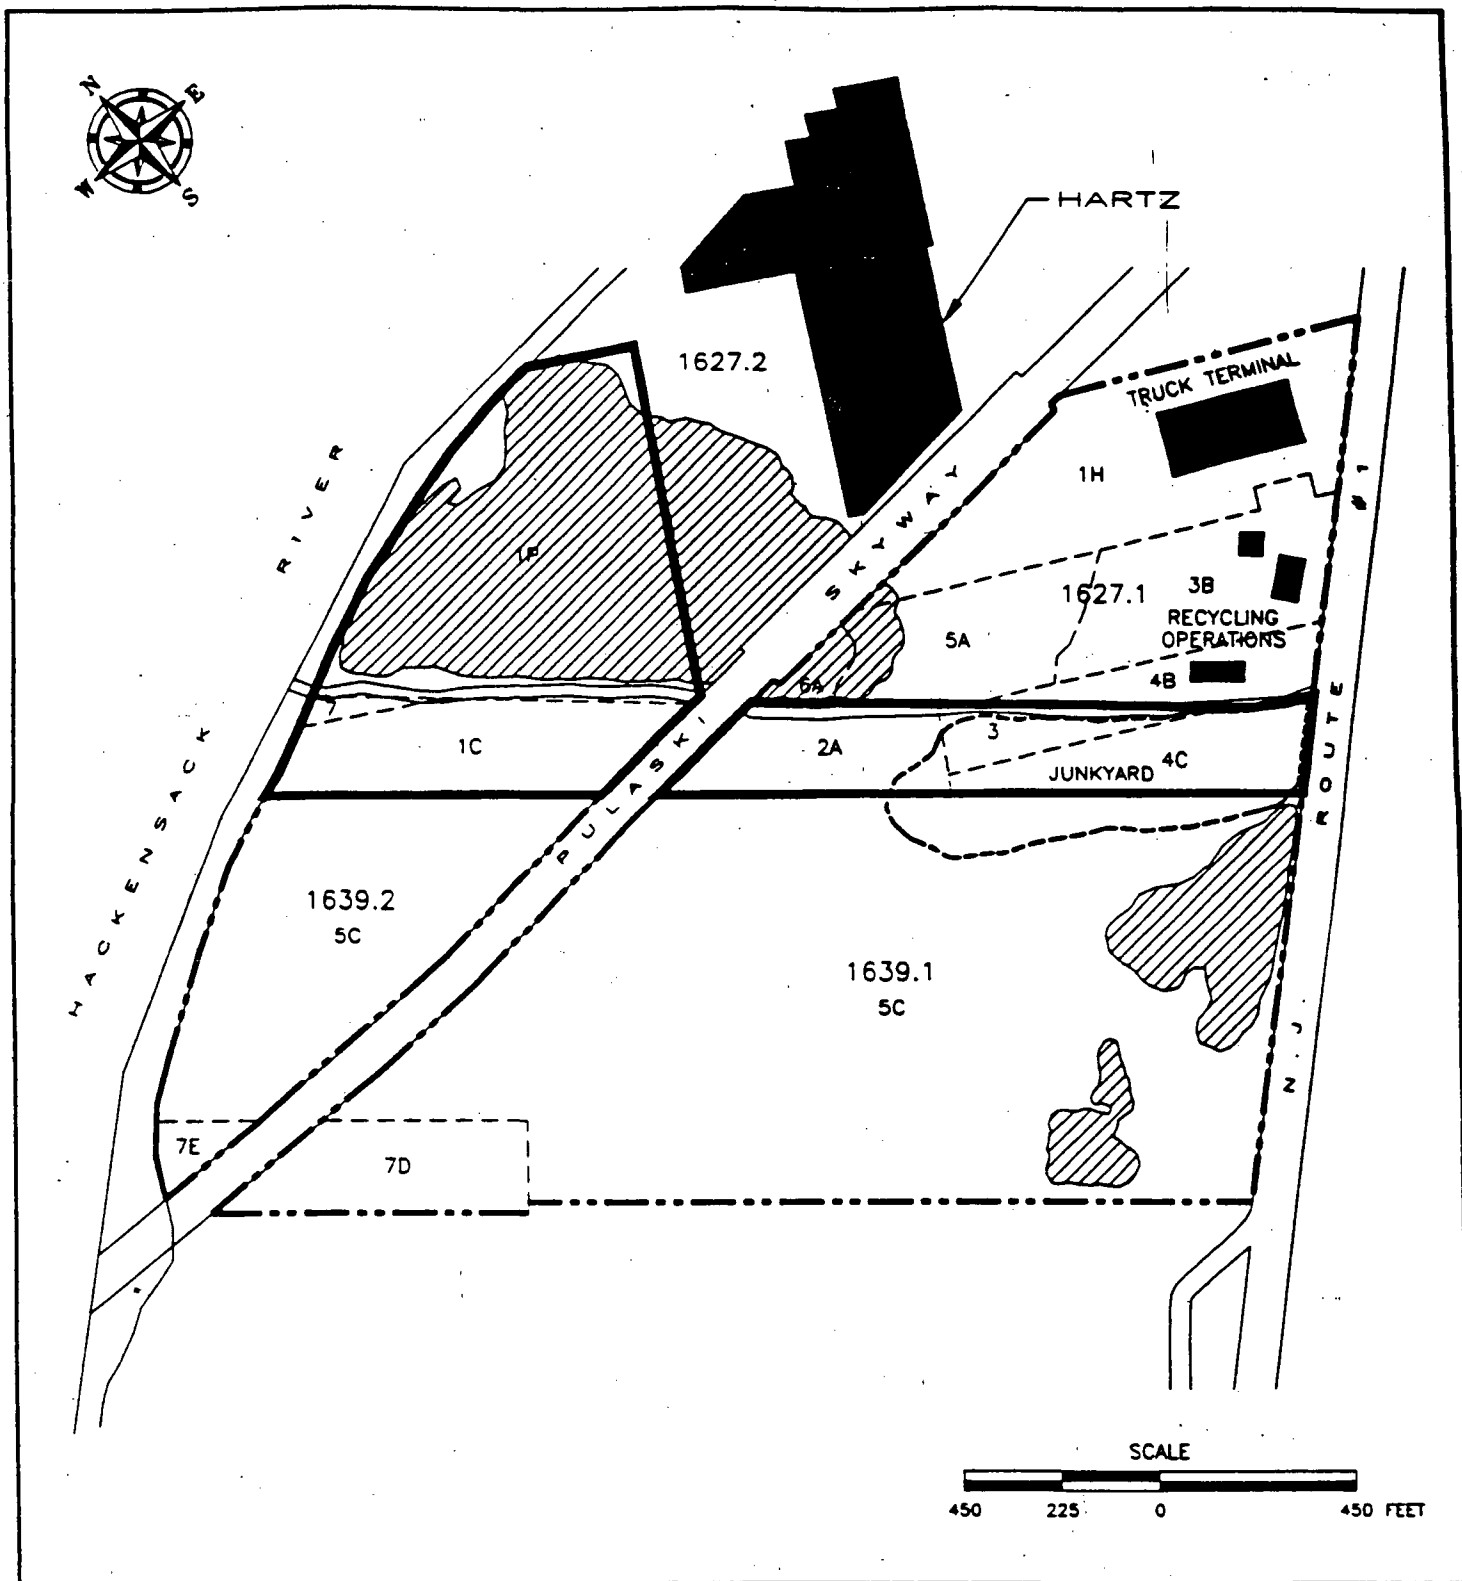 N
E
W
S
HARTZ
1627.2
TRUCK TERMINAL
1H
# 1
RIVER
SKYWAY
1627.1
3B
RECYCLING
OPERATIONS
5A
6A
4B
1C
2A
3
4C
JUNKYARD
ROUTE
PULASKI
HACKENSACK
1639.2
5C
1639.1
5C
N.J.
7E
7D
SCALE
450 225 0 450 FEET